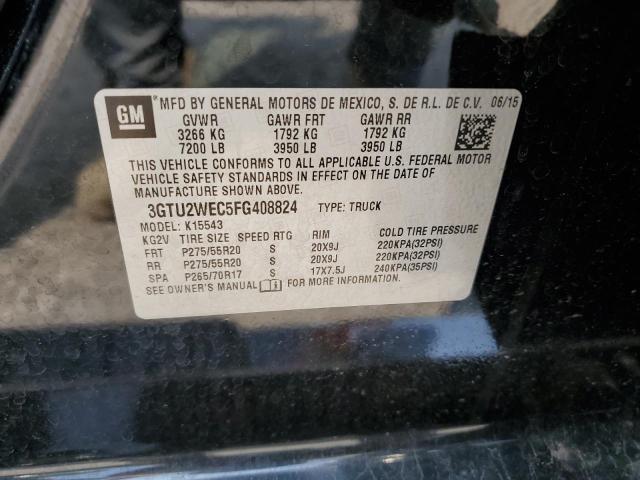 GM MFD BY GENERAL MOTORS DE MEXICO, S. DE R.L. DE C.V. 06/15
GVWR GAWR FRT GAWR RR
3266 KG 1792 KG 1792 KG
7200 LB 3950 LB 3950 LB
THIS VEHICLE CONFORMS TO ALL APPLICABLE U.S. FEDERAL MOTOR
VEHICLE SAFETY STANDARDS IN EFFECT ON THE DATE OF
MANUFACTURE SHOWN ABOVE.
3GTU2WEC5FG408824 TYPE: TRUCK
MODEL: K15543
KG2V TIRE SIZE SPEED RTG RIM COLD TIRE PRESSURE
FRT P275/55R20 S 20X9J 220KPA(32PSI)
RR P275/55R20 S 20X9J 220KPA(32PSI)
SPA P265/70R17 S 17X7.5J 240KPA(35PSI)
SEE OWNER'S MANUAL FOR MORE INFORMATION.